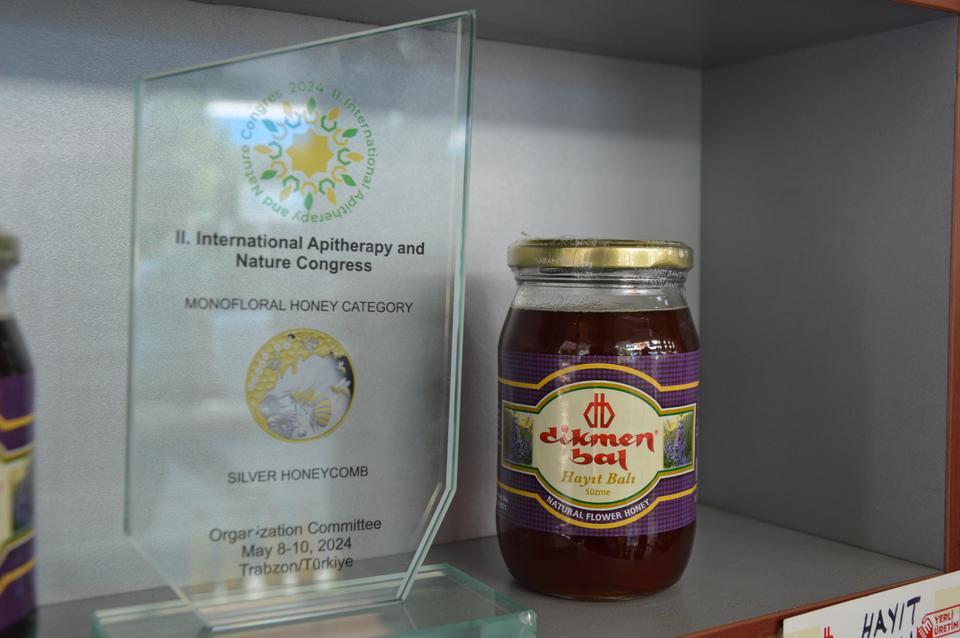 2024 II. International Apitherapy and Nature Congres
II. International Apitherapy and
Nature Congress
MONOFLORAL HONEY CATEGORY
SILVER HONEYCOMB
Organization Committee
May 8-10, 2024
Trabzon/Türkiye
dikmen®
bal
Hayıt Balı
Süzme
NATURAL FLOWER HONEY
HAYIT
YERLİ
ÜRETİM